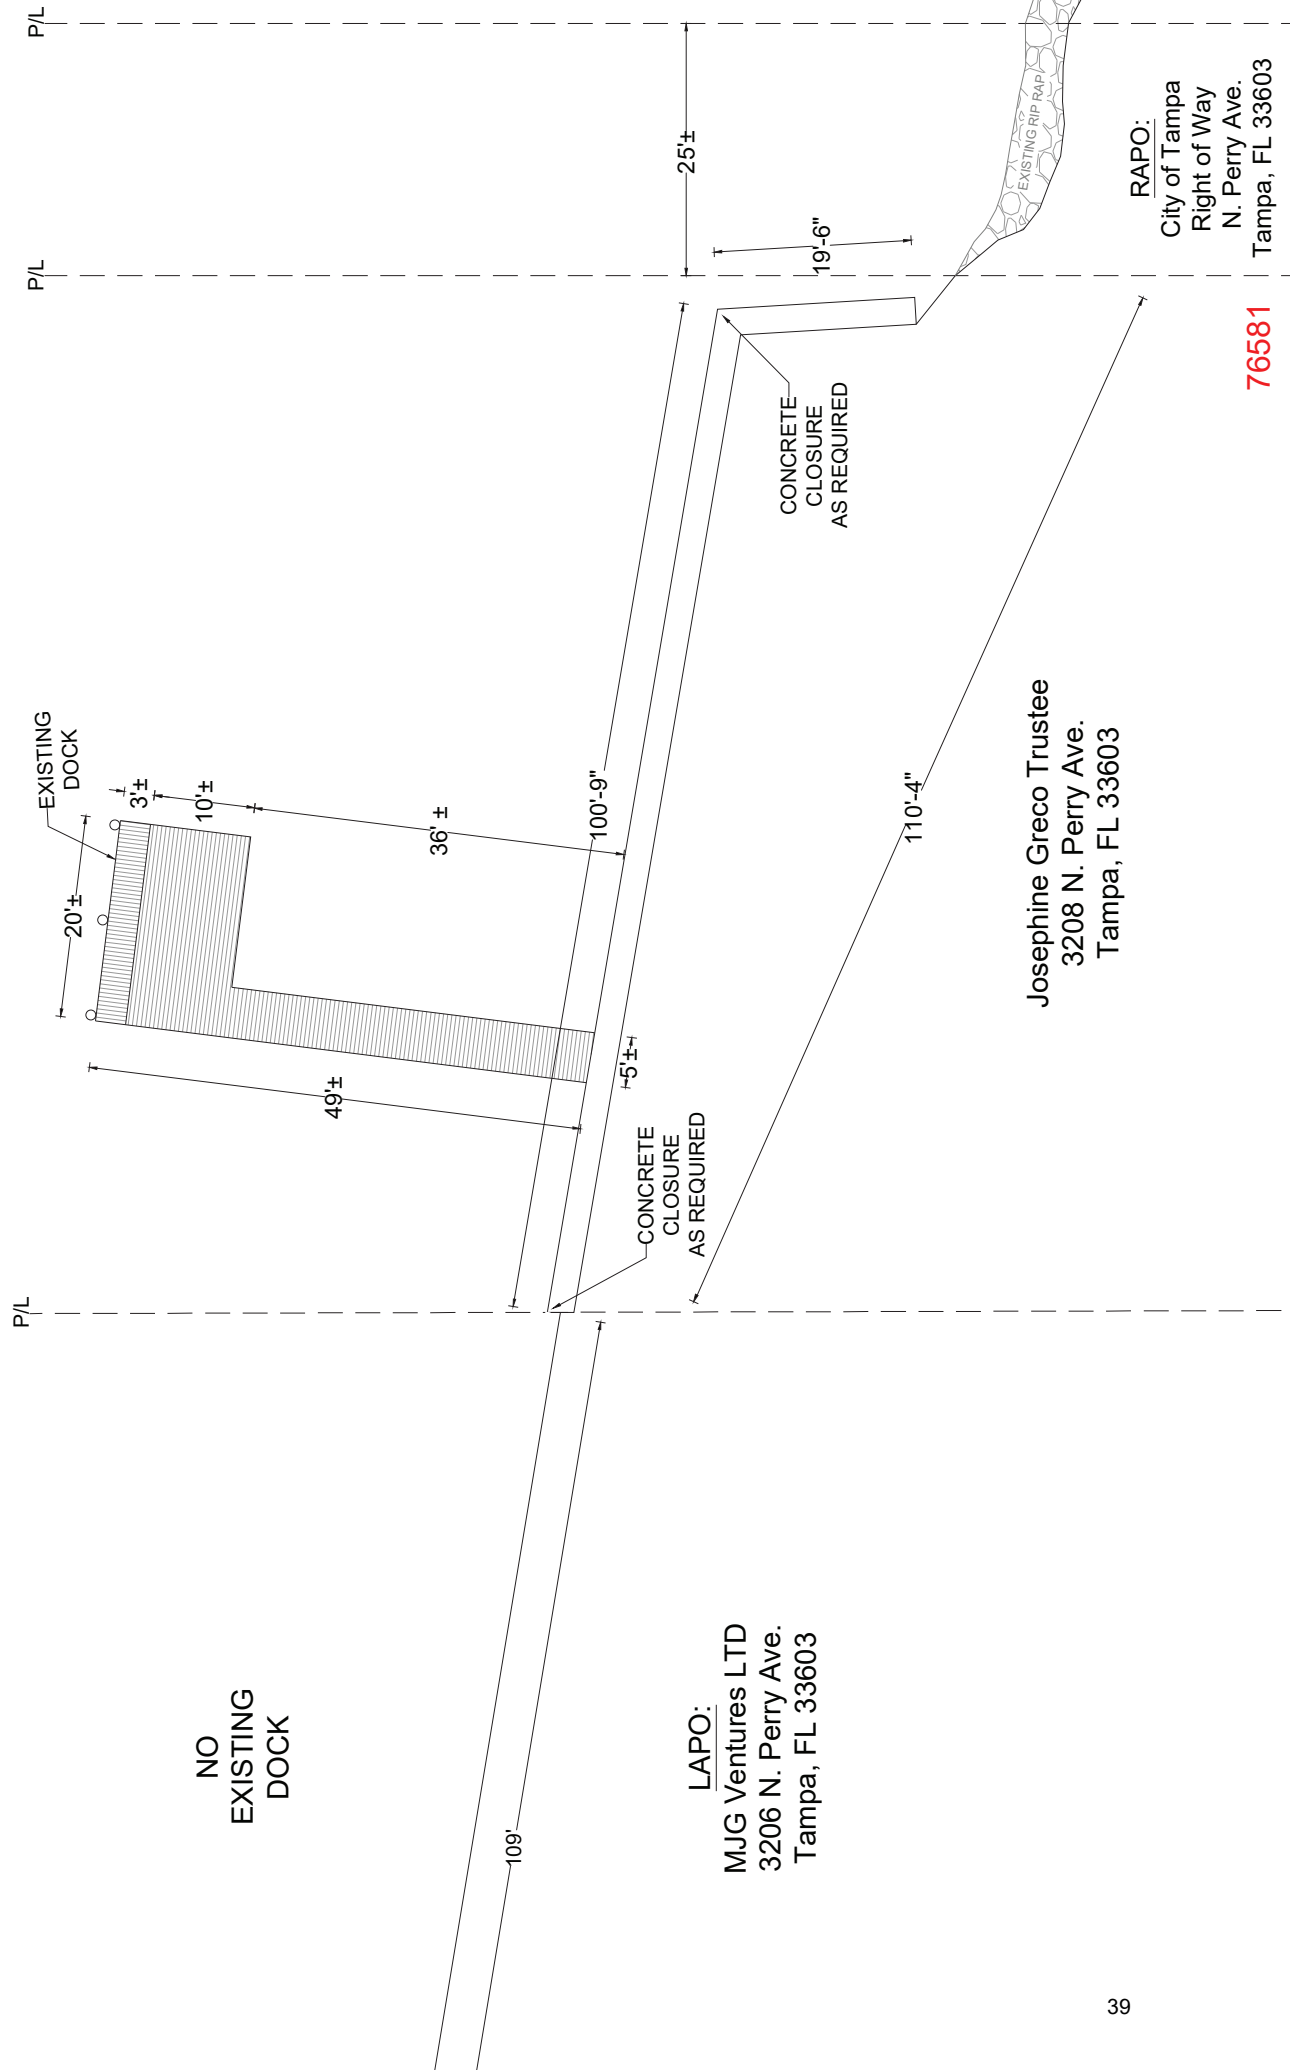 P/L
P/L
P/L
NO
EXISTING
DOCK
EXISTING
DOCK
20'±
3'±
10'±
36' ±
49'±
5'±
100'-9"
25'±
19'-6"
EXISTING RIP RAP
CONCRETE
CLOSURE
AS REQUIRED
CONCRETE
CLOSURE
AS REQUIRED
109'
110'-4"
LAPO:
MJG Ventures LTD
3206 N. Perry Ave.
Tampa, FL 33603
Josephine Greco Trustee
3208 N. Perry Ave.
Tampa, FL 33603
RAPO:
City of Tampa
Right of Way
N. Perry Ave.
Tampa, FL 33603
76581
39